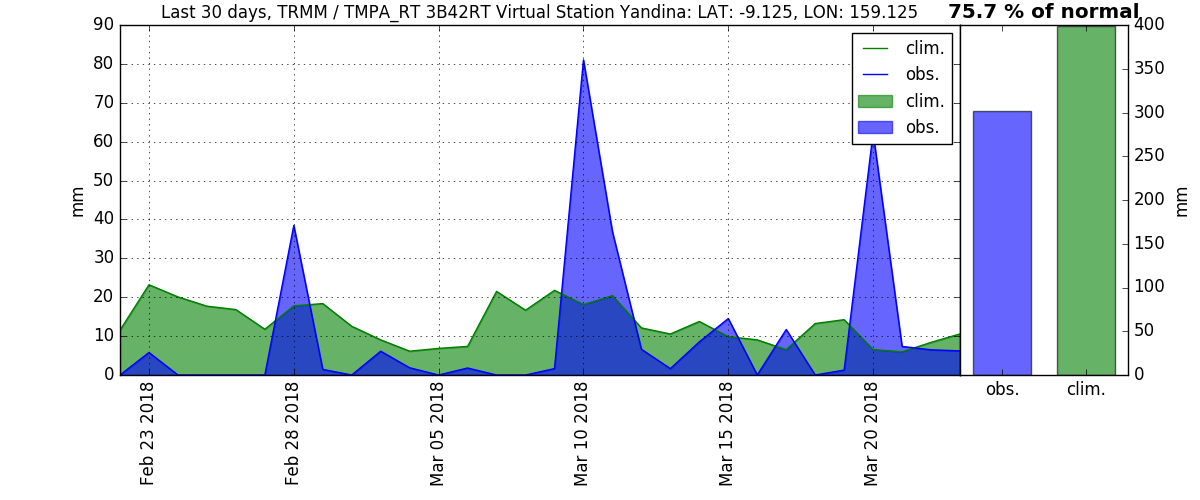 Last 30 days, TRMM / TMPA_RT 3B42RT Virtual Station Yandina: LAT: -9.125, LON: 159.125
75.7 % of normal
90
80
70
60
50
40
30
20
10
0
mm
clim.
obs.
clim.
obs.
Feb 23 2018
Feb 28 2018
Mar 05 2018
Mar 10 2018
Mar 15 2018
Mar 20 2018
400
350
300
250
200
150
100
50
0
mm
obs.
clim.